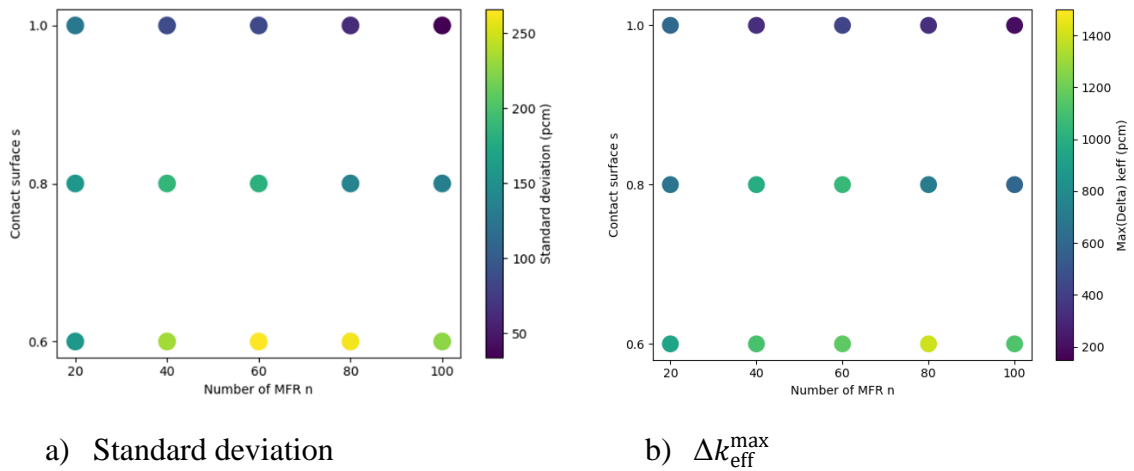 1.0
0.8
0.6
Contact surface s
20 40 60 80 100
Number of MFR n
250
200
150
100
50
Standard deviation (pcm)
1.0
0.8
0.6
Contact surface s
20 40 60 80 100
Number of MFR n
1400
1200
1000
800
600
400
200
Max(Delta) keff (pcm)
a) Standard deviation
b) Δk_eff^max